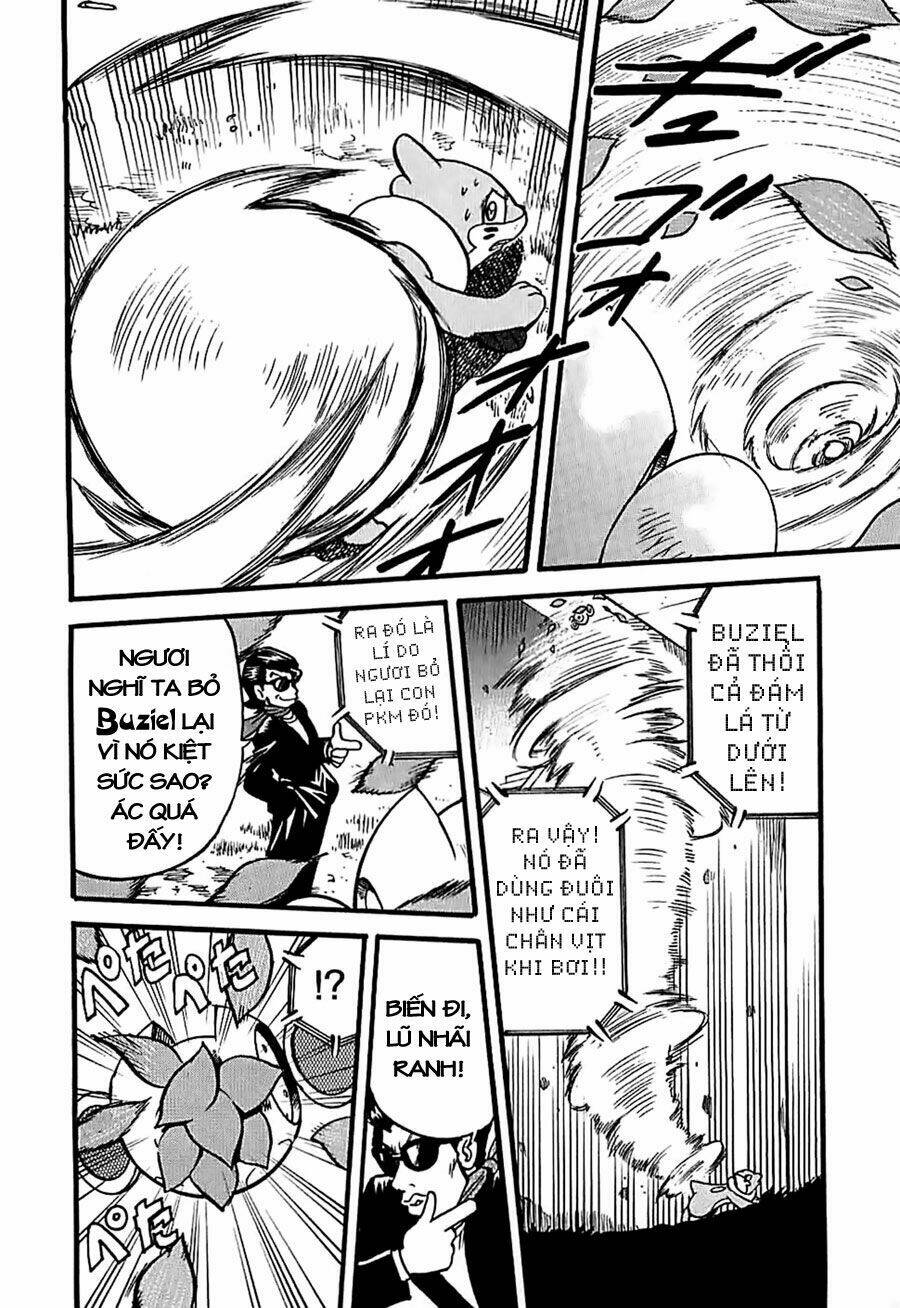 ギュゴオオオオオ
BUZIEL
ĐÃ THỔI
CẢ ĐÁM
LÁ TỪ
DƯỚI
LÊN!
RA VẬY!
NÓ ĐÃ
DÙNG ĐUÔI
NHƯ CÁI
CHÂN VỊT
KHI BƠI!!
RA ĐÓ LÀ
LÍ DO
NGƯƠI BỎ
LẠI CON
PKM ĐÓ!
NGƯƠI
NGHĨ TA BỎ
Buziel LẠI
VÌ NÓ KIỆT
SỨC SAO?
ÁC QUÁ
ĐẤY!
BIẾN ĐI,
LŨ NHÃI
RANH!
!?
ぺた
ぺた
ぺた